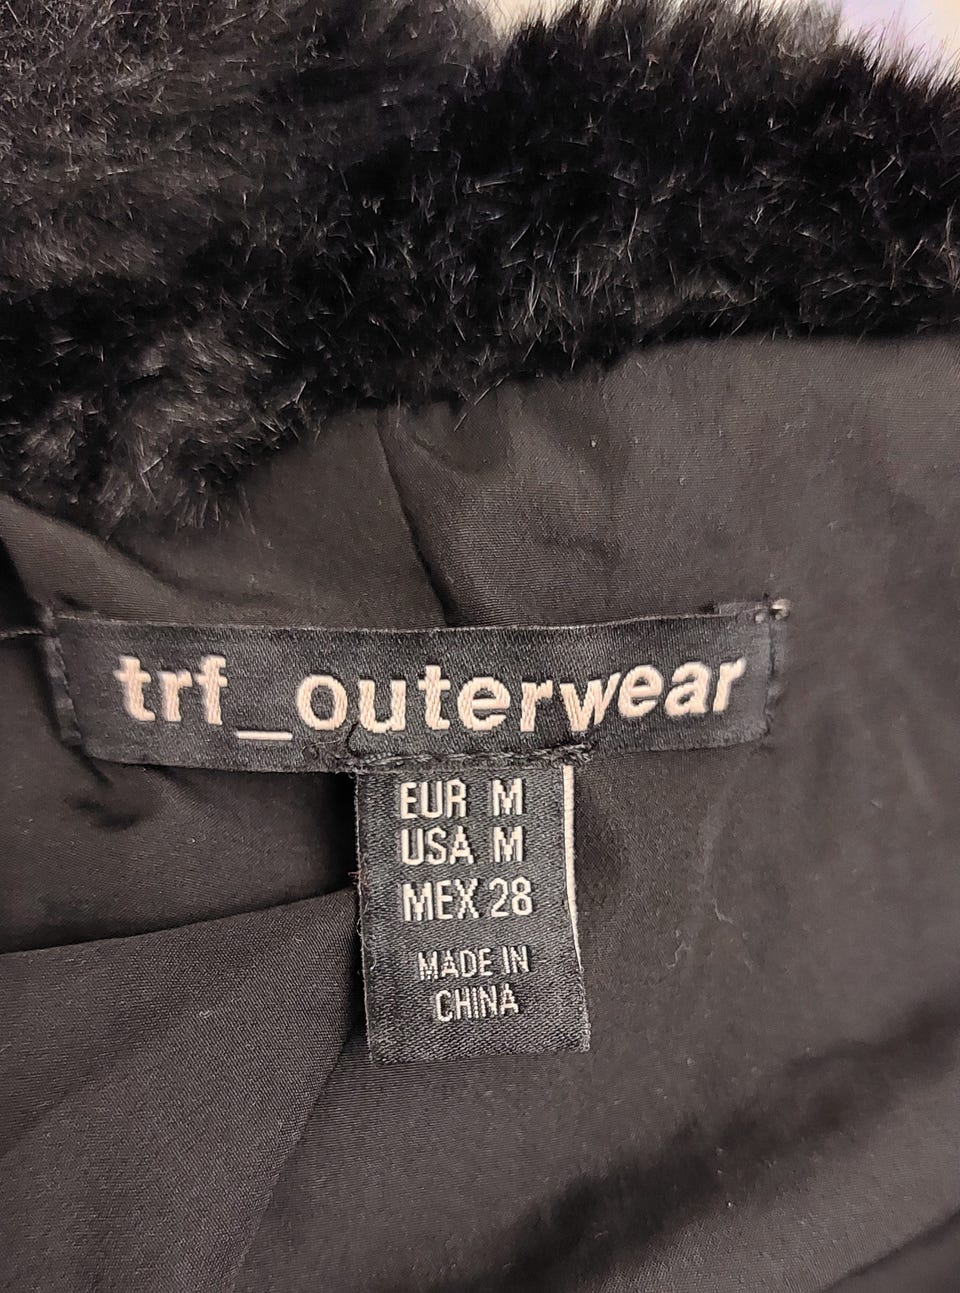 trf_outerwear
EUR M
USA M
MEX 28
MADE IN
CHINA